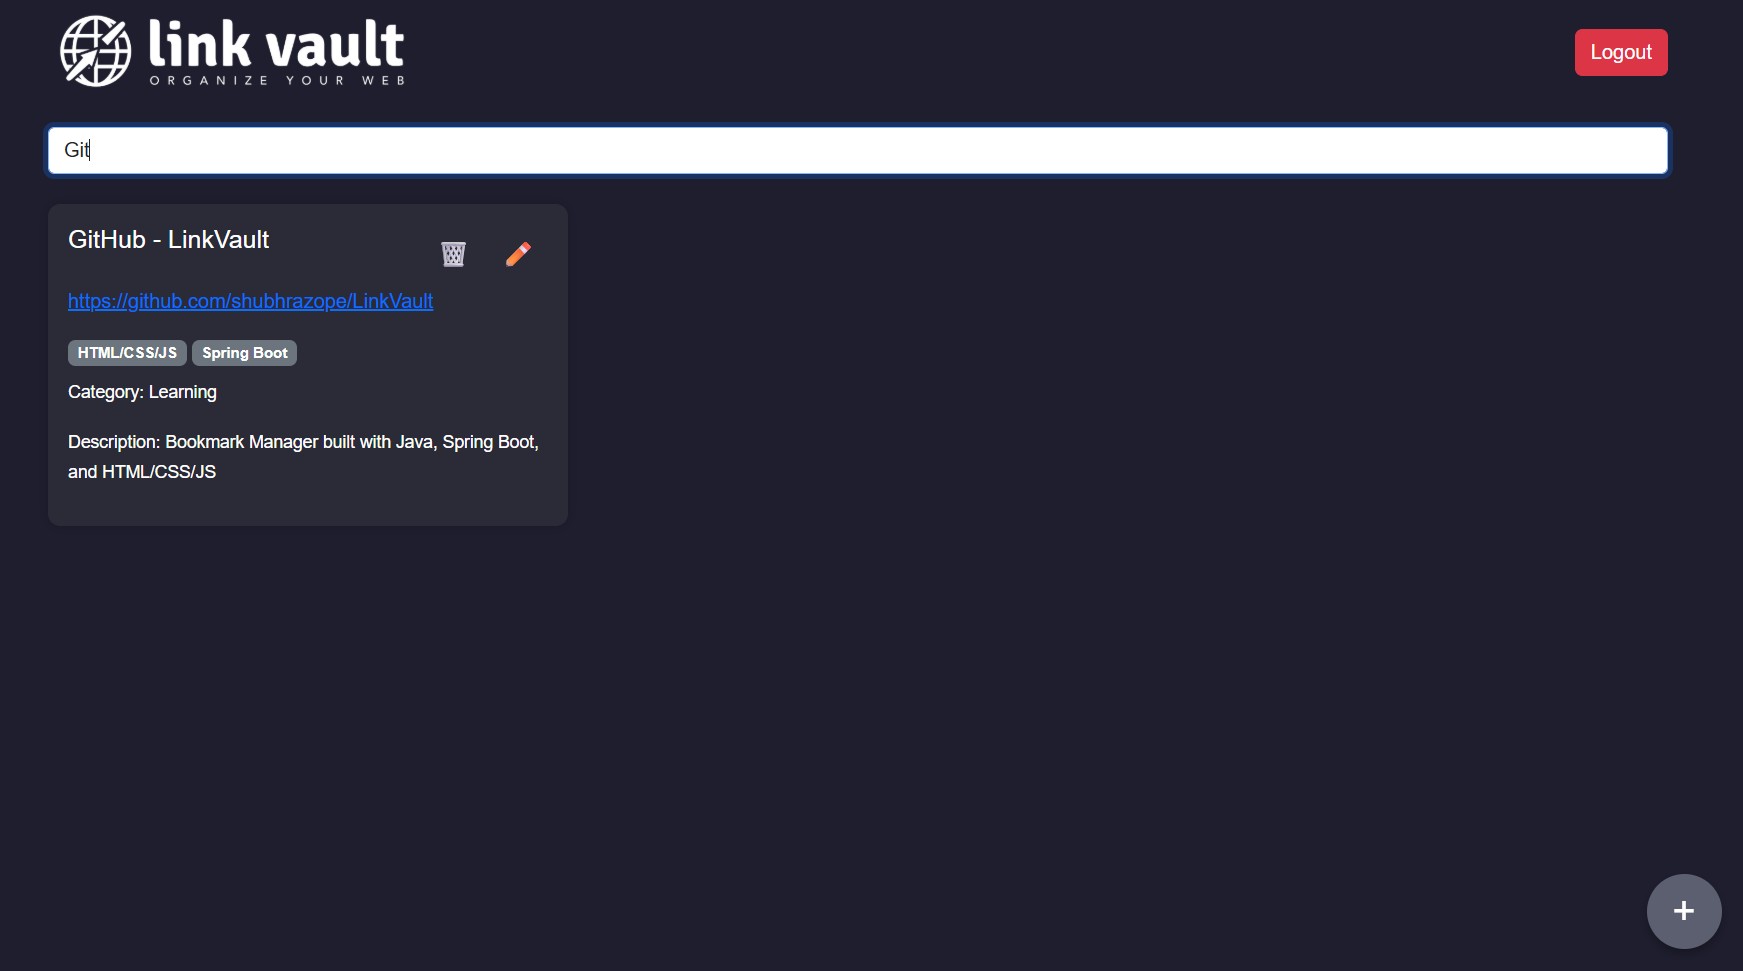 link vault
ORGANIZE YOUR WEB
Logout
Git
GitHub - LinkVault
https://github.com/shubhrazope/LinkVault
HTML/CSS/JS Spring Boot
Category: Learning
Description: Bookmark Manager built with Java, Spring Boot,
and HTML/CSS/JS
+